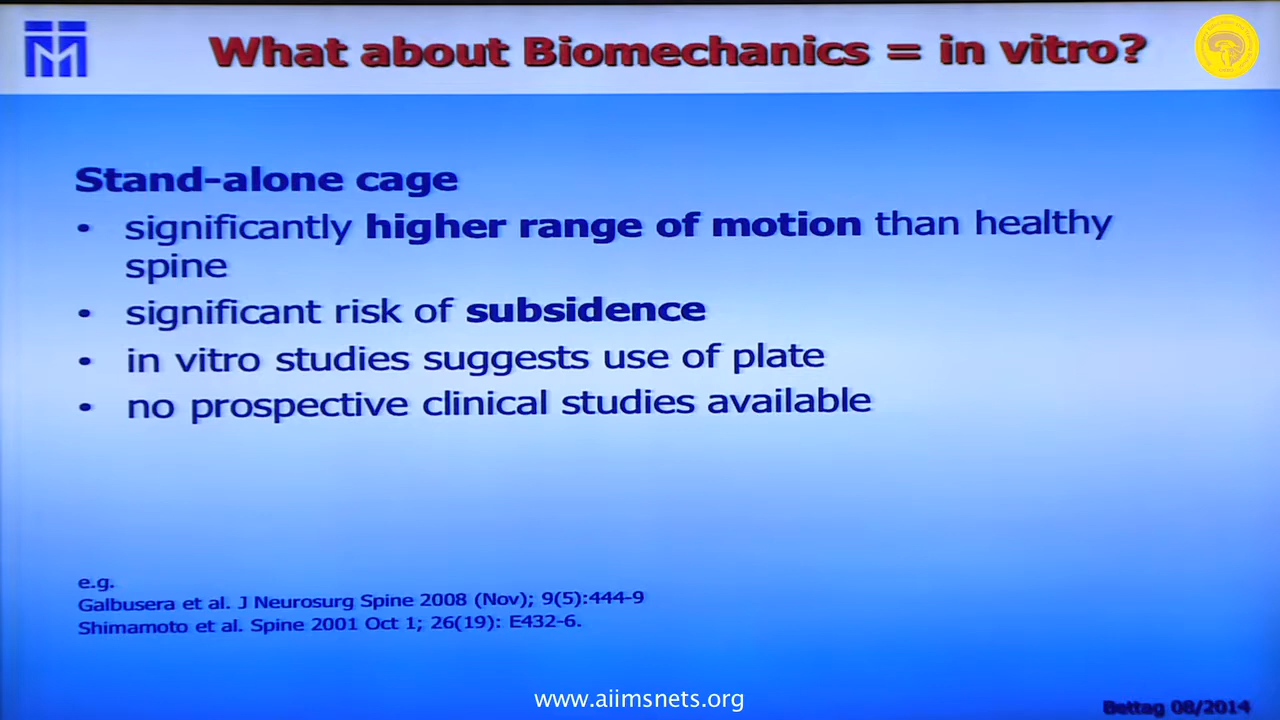 What about Biomechanics = in vitro?
Stand-alone cage
• significantly higher range of motion than healthy
spine
• significant risk of subsidence
• in vitro studies suggests use of plate
• no prospective clinical studies available
e.g.
Galbusera et al. J Neurosurg Spine 2008 (Nov); 9(5):444-9
Shimamoto et al. Spine 2001 Oct 1; 26(19): E432-6.
www.aiimsnets.org
Bettag 08/2014